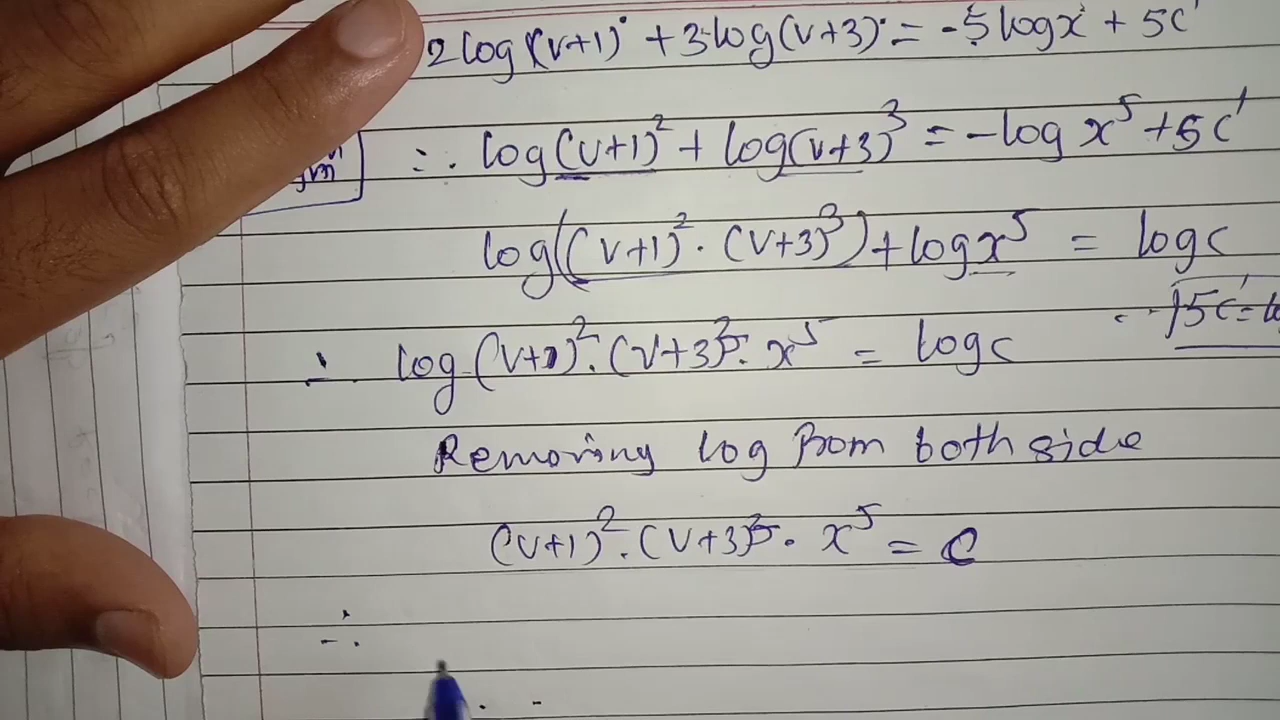 2 log (v+1) + 3 log (v+3) = -5 log x + 5c'
∴ log (v+1)² + log (v+3)³ = - log x⁵ + 5c'
log ((v+1)² · (v+3)³) + log x⁵ = log c
5c' =
∴ log (v+1)² · (v+3)³ · x⁵ = log c
Removing log from both side
(v+1)² · (v+3)³ · x⁵ = c
∴